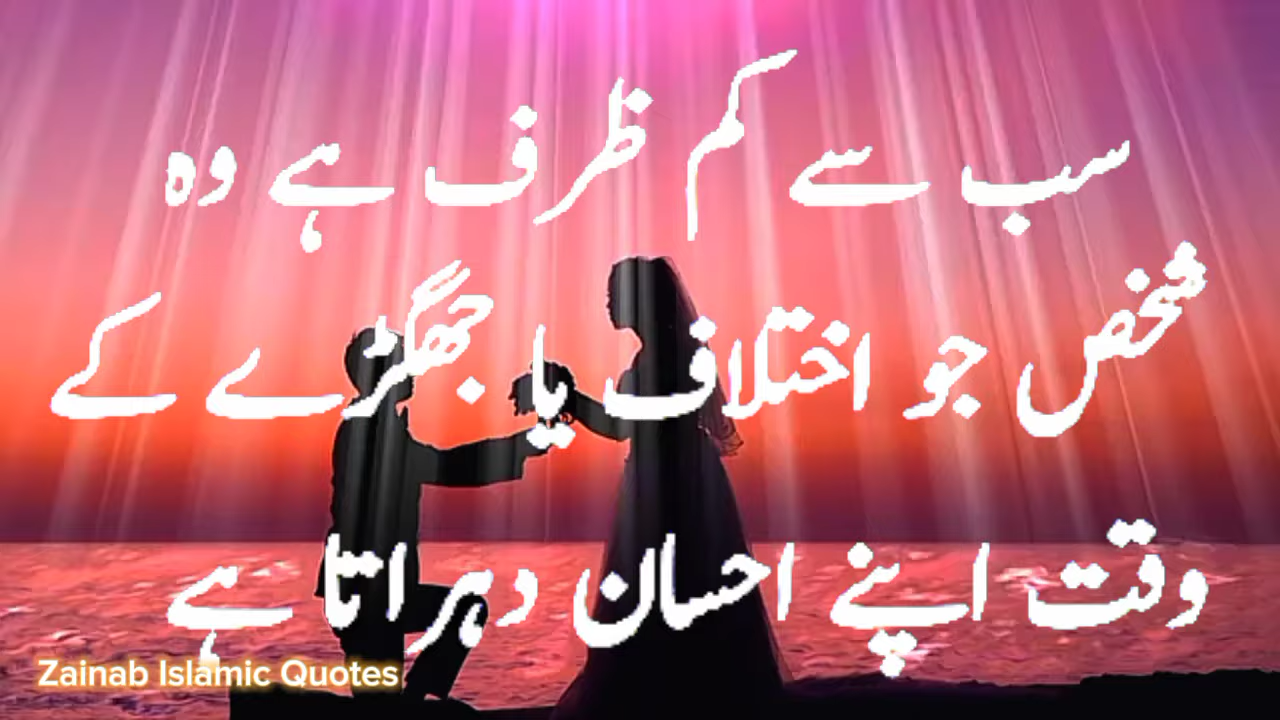 سب سے کم ظرف ہے وہ
شخص جو اختلاف یا جھگڑے کے
وقت اپنے احسان دہراتا ہے
Zainab Islamic Quotes